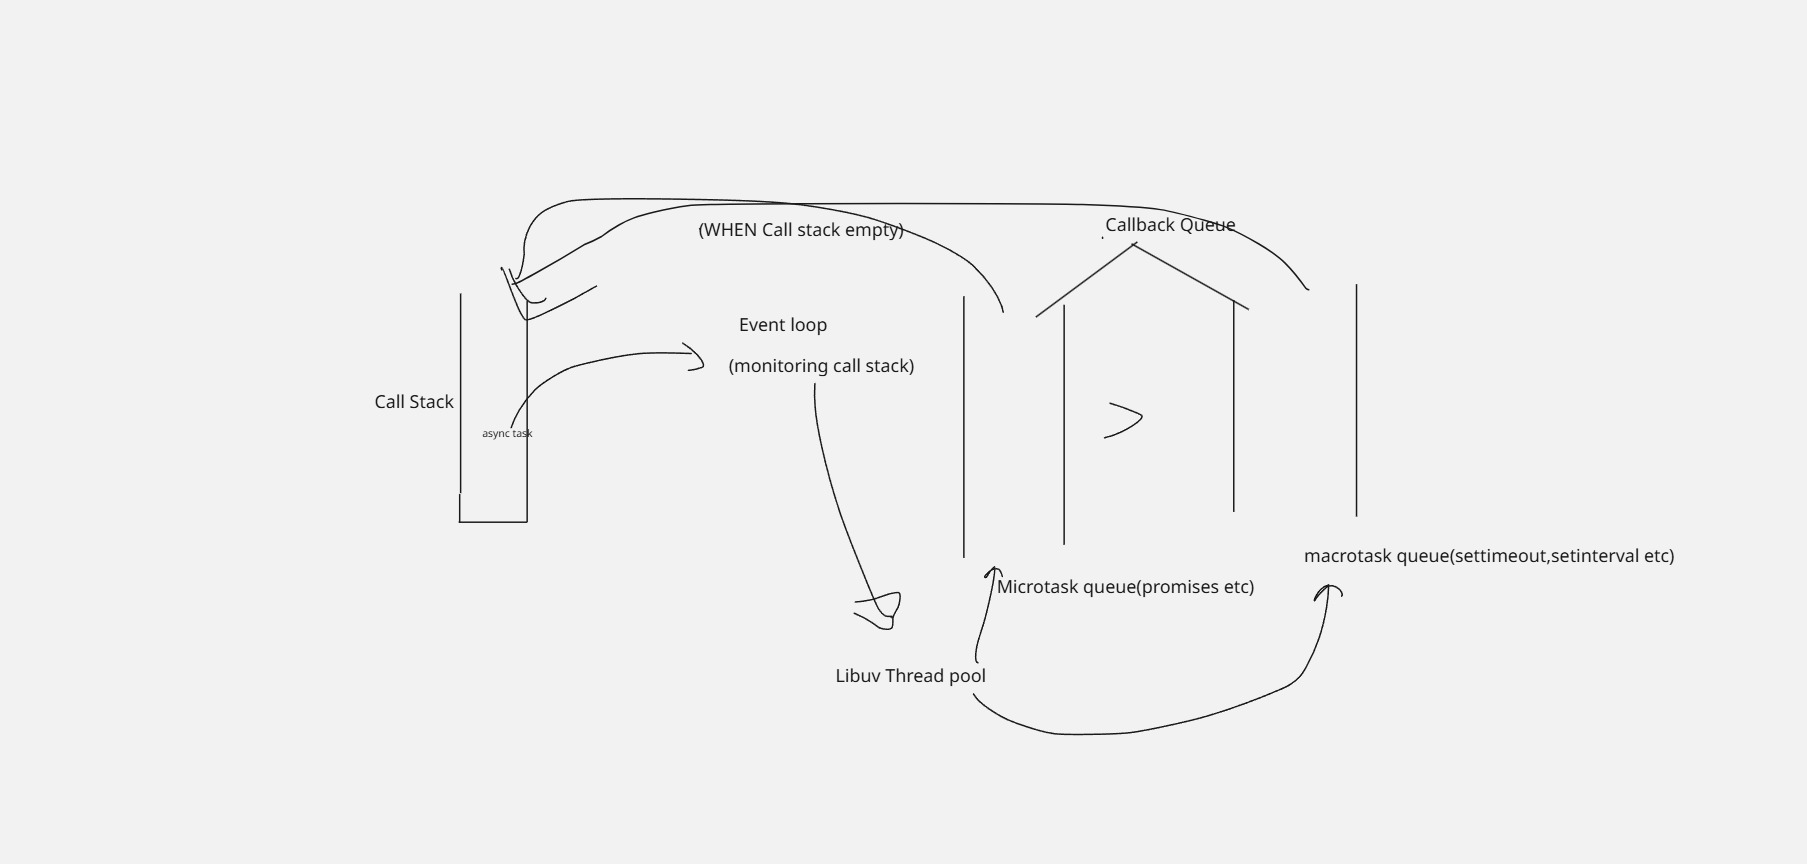 Callback Queue
(WHEN Call stack empty)
Event loop
(monitoring call stack)
Call Stack
async task
>
macrotask queue(settimeout,setinterval etc)
Microtask queue(promises etc)
Libuv Thread pool